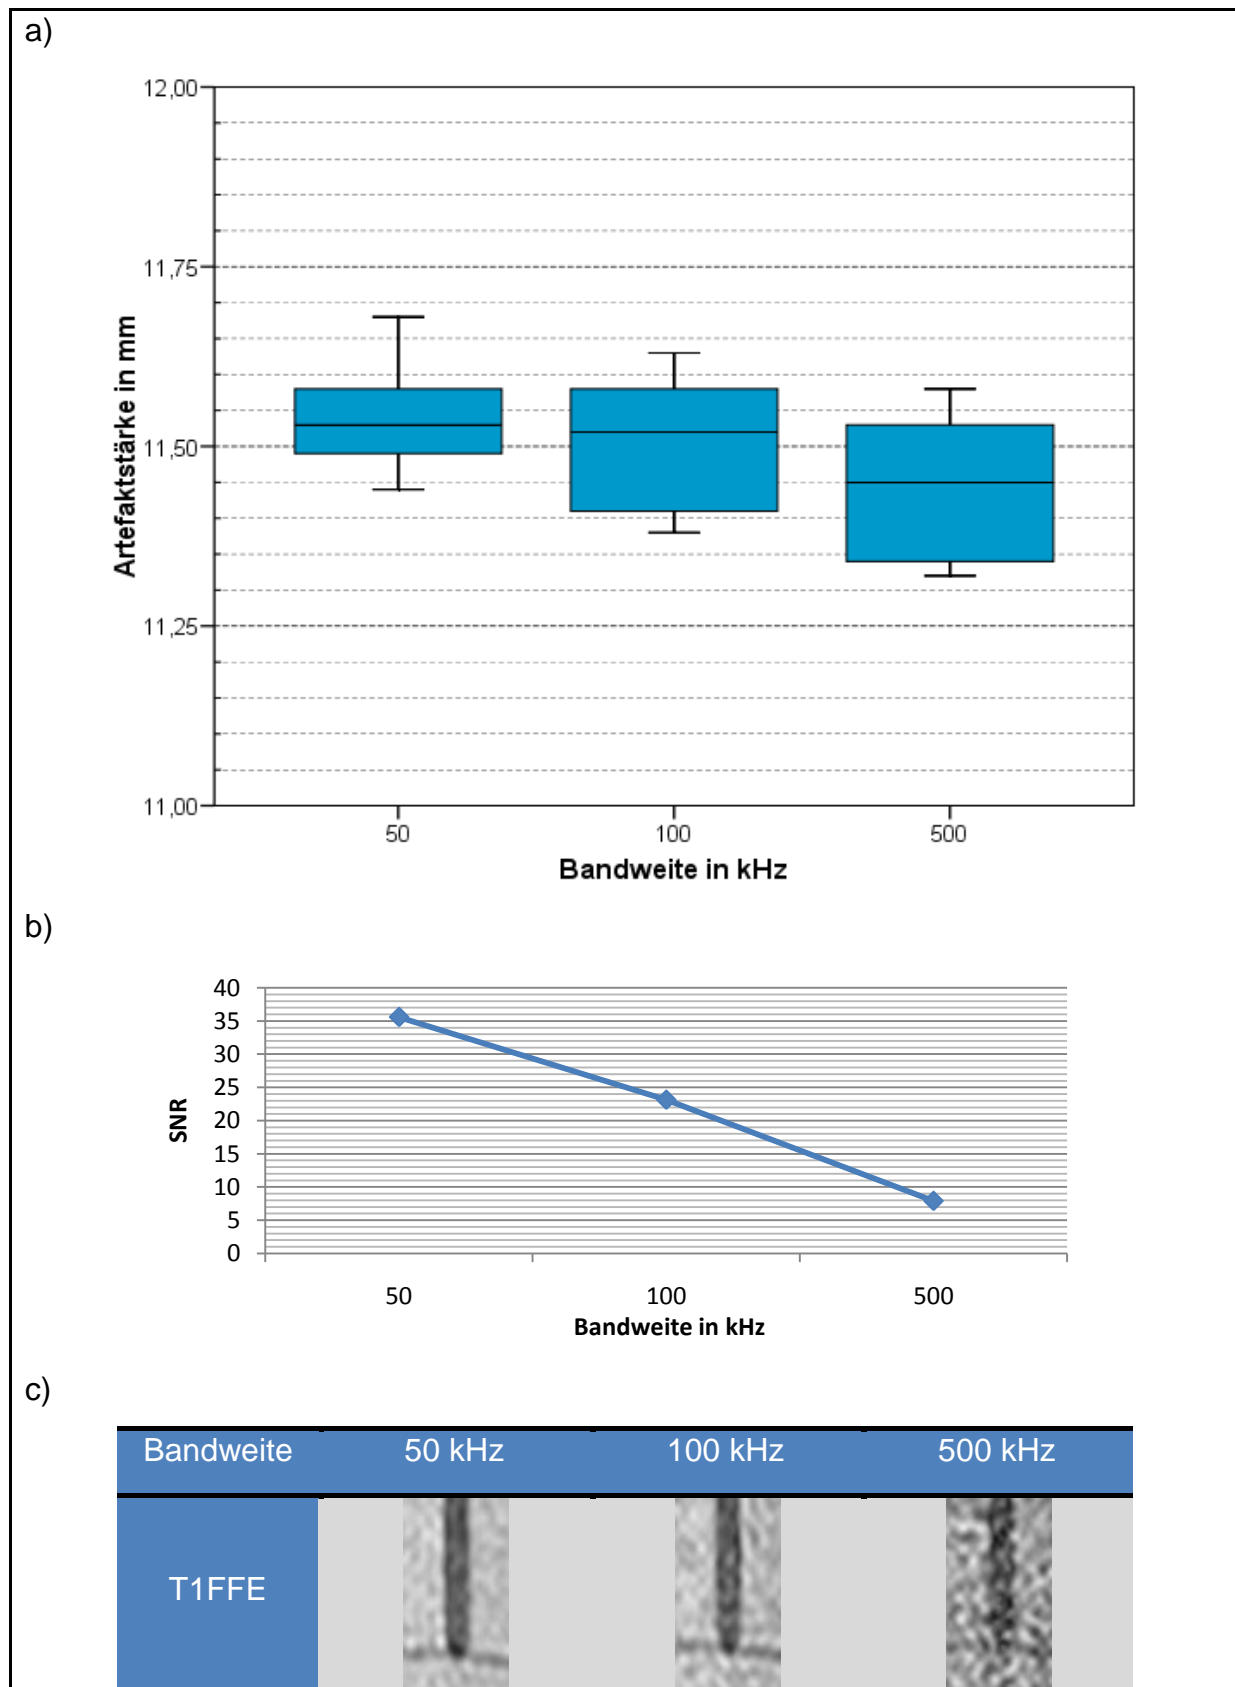 a)
12,00
11,75
11,50
11,25
11,00
Artefaktstärke in mm
50 100 500
Bandweite in kHz
b)
40
35
30
25
20
15
10
5
0
SNR
50 100 500
Bandweite in kHz
c)
Bandweite 50 kHz 100 kHz 500 kHz
T1FFE